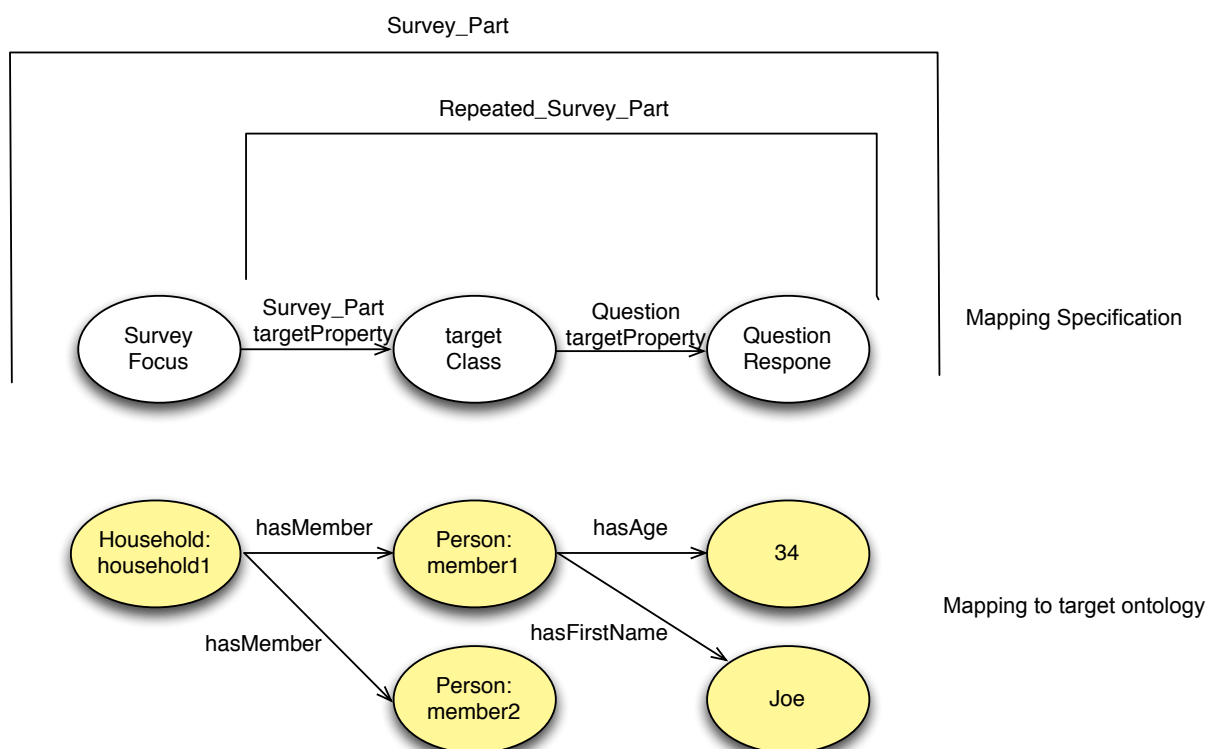 Survey_Part
Repeated_Survey_Part
Survey
Focus
Survey_Part
targetProperty
target
Class
Question
targetProperty
Question
Respone
Mapping Specification
Household:
household1
hasMember
Person:
member1
hasAge
34
Mapping to target ontology
hasMember
hasFirstName
Person:
member2
Joe